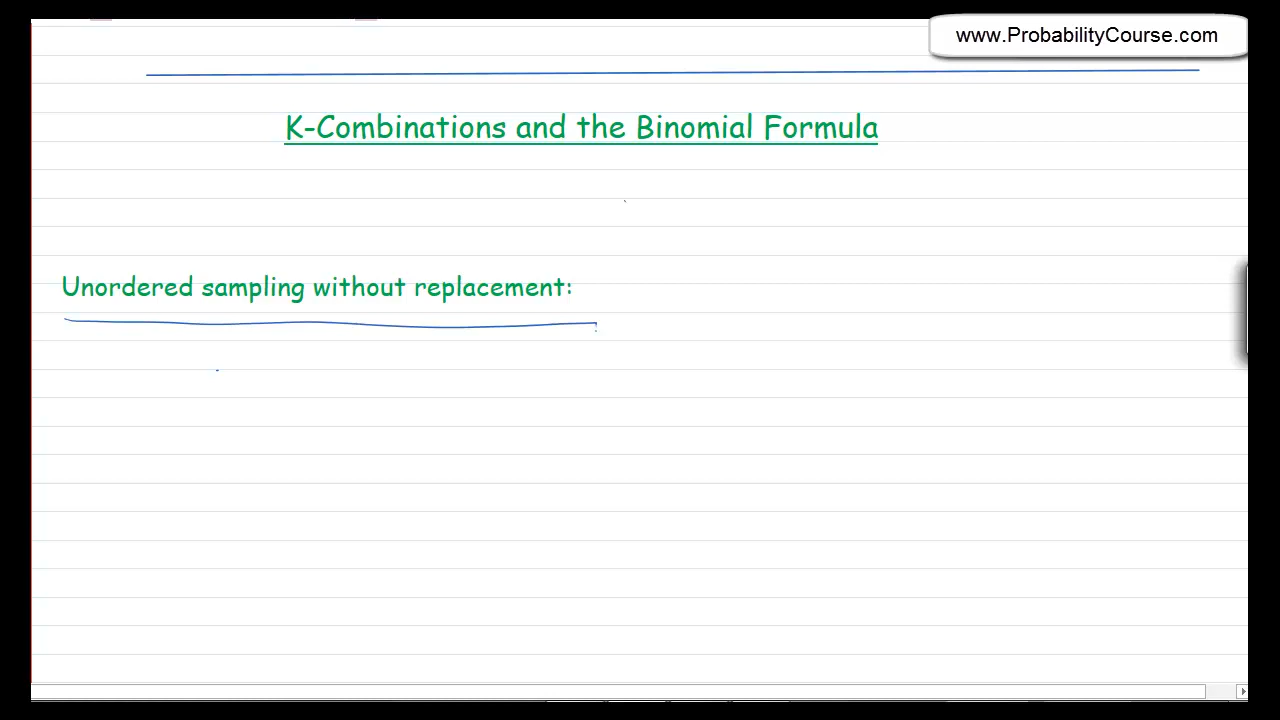 www.ProbabilityCourse.com
K-Combinations and the Binomial Formula
Unordered sampling without replacement: